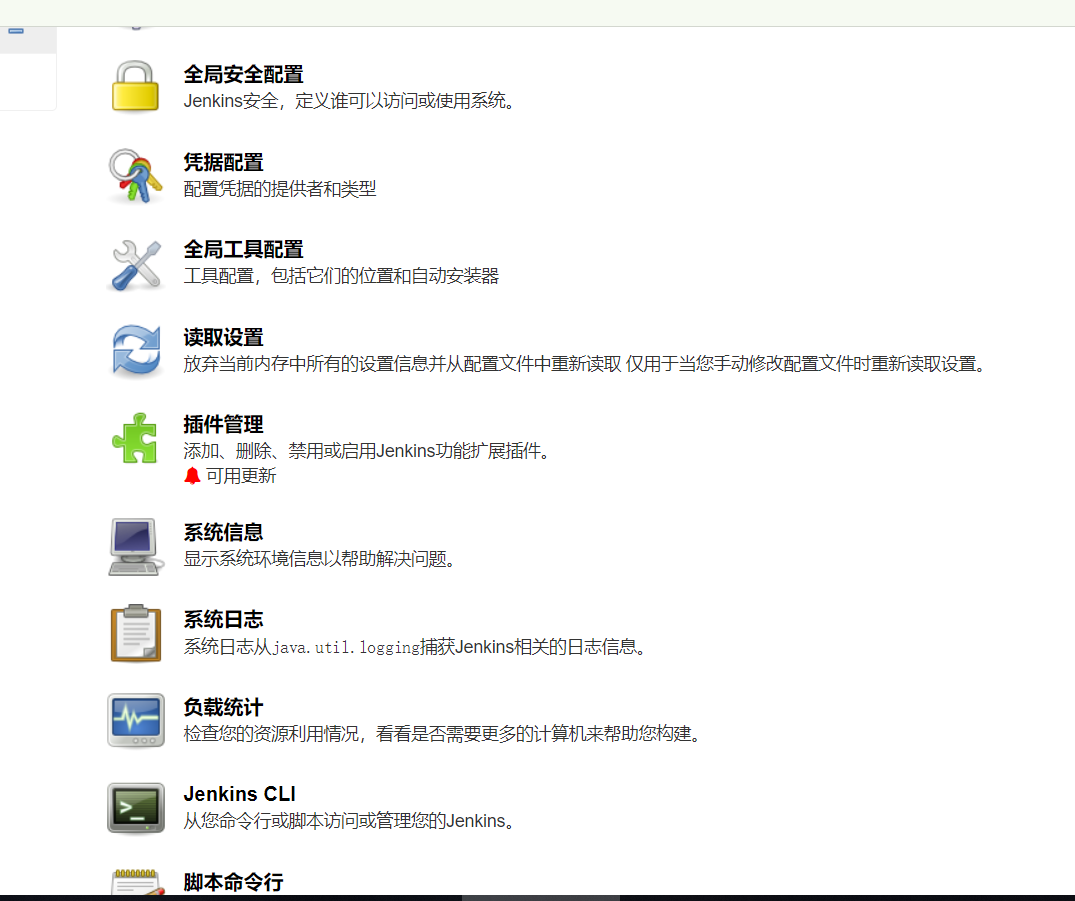 全局安全配置
Jenkins安全，定义谁可以访问或使用系统。
凭据配置
配置凭据的提供者和类型
全局工具配置
工具配置，包括它们的位置和自动安装器
读取设置
放弃当前内存中所有的设置信息并从配置文件中重新读取 仅用于当您手动修改配置文件时重新读取设置。
插件管理
添加、删除、禁用或启用Jenkins功能扩展插件。
可用更新
系统信息
显示系统环境信息以帮助解决问题。
系统日志
系统日志从java.util.logging捕获Jenkins相关的日志信息。
负载统计
检查您的资源利用情况，看看是否需要更多的计算机来帮助您构建。
Jenkins CLI
从您命令行或脚本访问或管理您的Jenkins。
脚本命令行